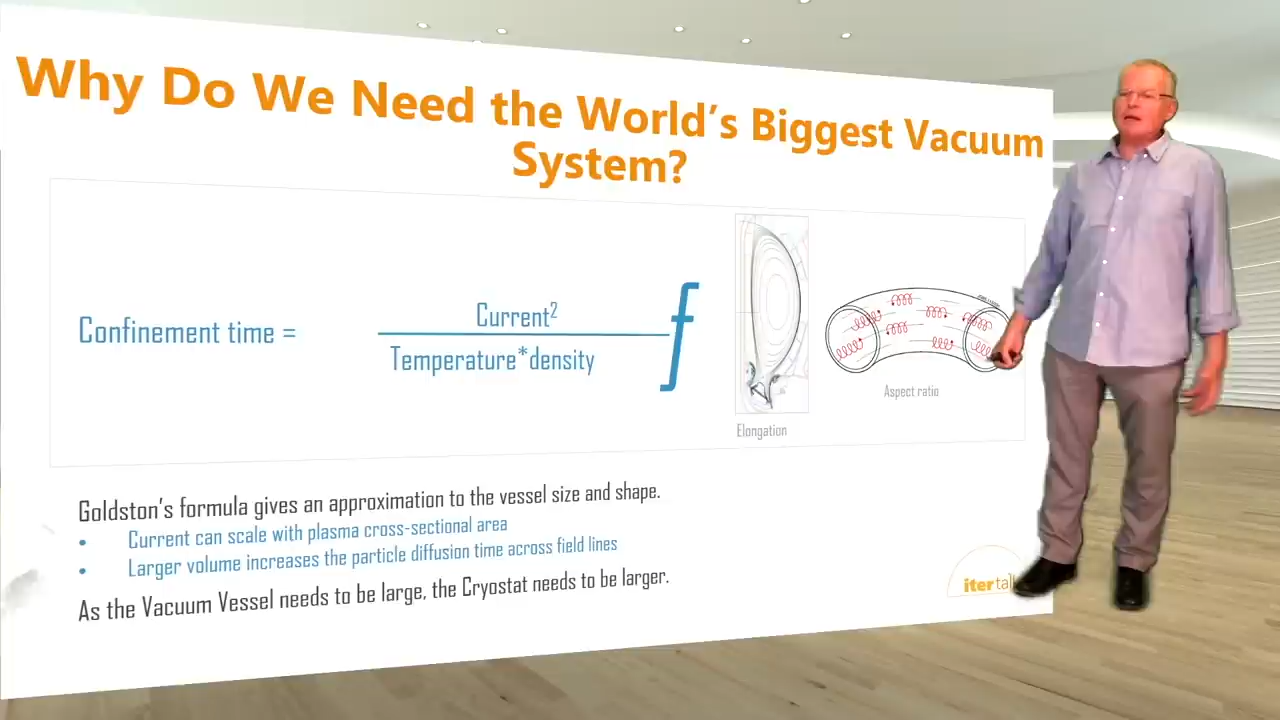 Why Do We Need the World's Biggest Vacuum
System?
Confinement time =
Current²
Temperature*density
f
Elongation
Aspect ratio
Goldston's formula gives an approximation to the vessel size and shape.
• Current can scale with plasma cross-sectional area
• Larger volume increases the particle diffusion time across field lines
As the Vacuum Vessel needs to be large, the Cryostat needs to be larger.
iter